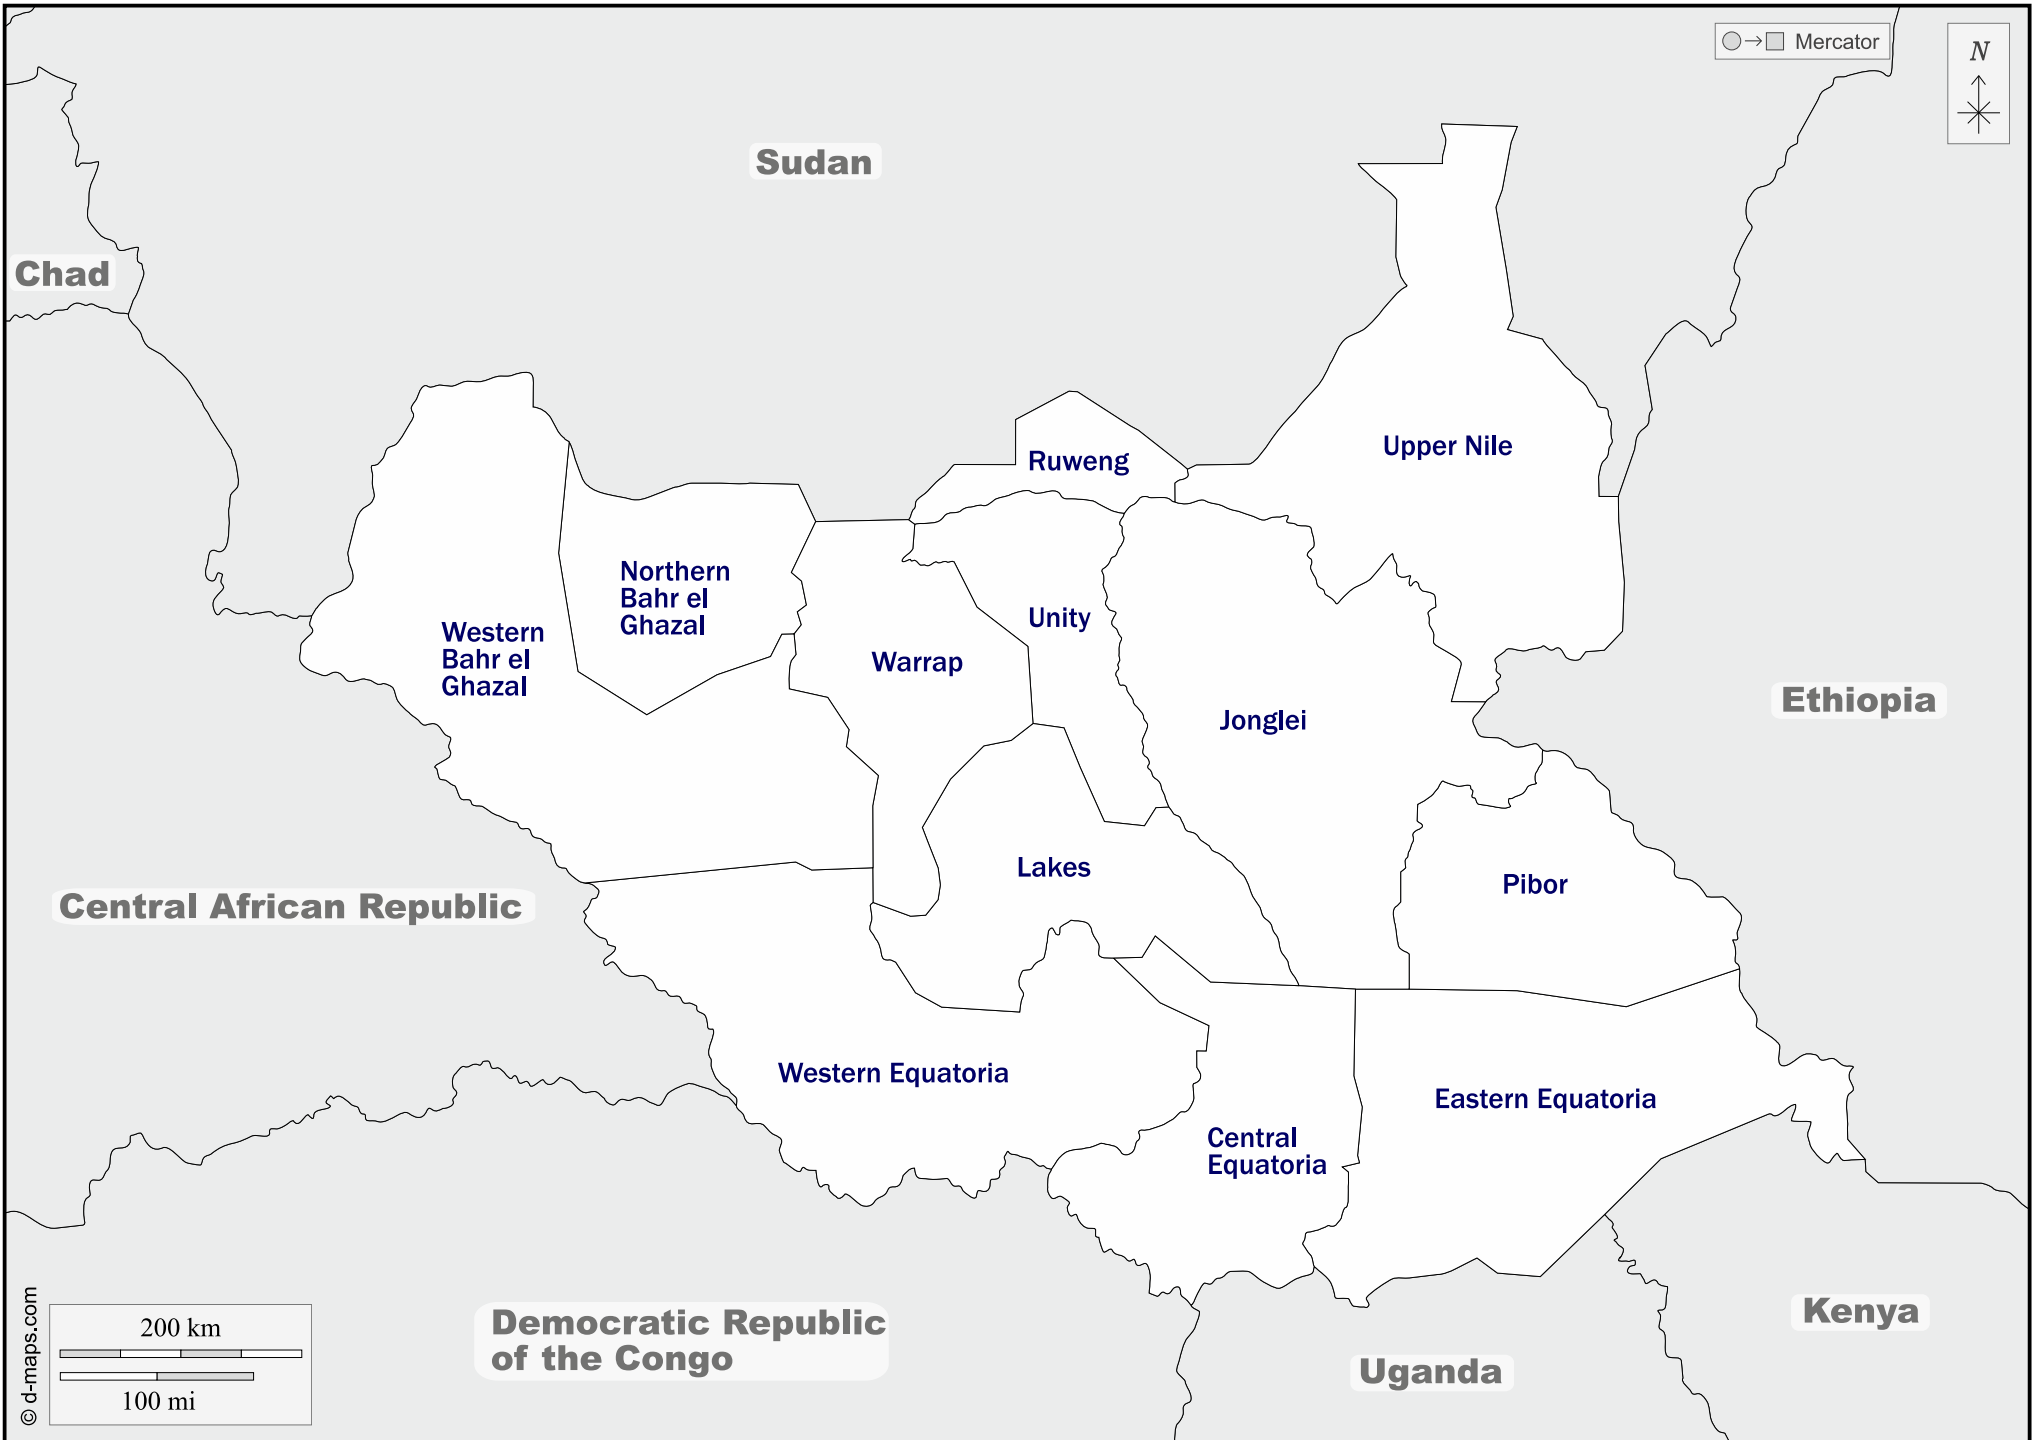 Mercator
N
Sudan
Chad
Upper Nile
Ruweng
Northern
Bahr el
Ghazal
Unity
Western
Bahr el
Ghazal
Warrap
Ethiopia
Jonglei
Lakes
Pibor
Central African Republic
Western Equatoria
Eastern Equatoria
Central
Equatoria
Democratic Republic
of the Congo
Kenya
Uganda
200 km
100 mi
© d-maps.com